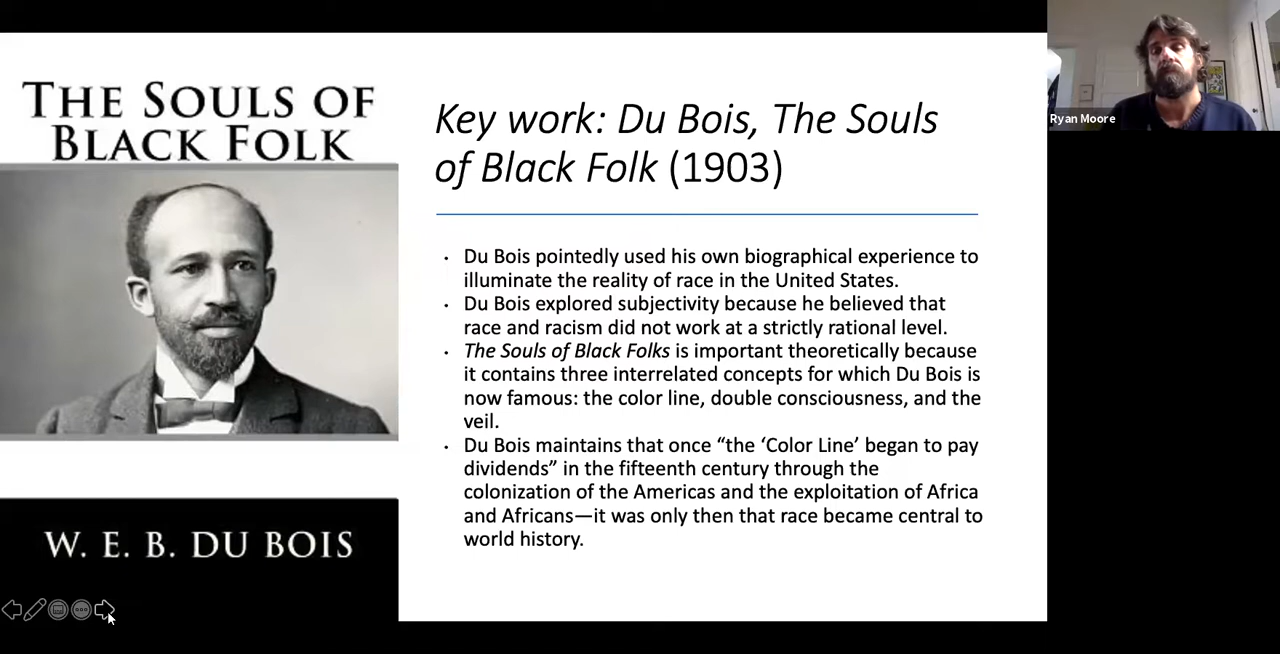 THE SOULS OF
BLACK FOLK
W. E. B. DU BOIS
Key work: Du Bois, The Souls
of Black Folk (1903)
• Du Bois pointedly used his own biographical experience to
illuminate the reality of race in the United States.
• Du Bois explored subjectivity because he believed that
race and racism did not work at a strictly rational level.
• The Souls of Black Folks is important theoretically because
it contains three interrelated concepts for which Du Bois is
now famous: the color line, double consciousness, and the
veil.
• Du Bois maintains that once “the ‘Color Line’ began to pay
dividends” in the fifteenth century through the
colonization of the Americas and the exploitation of Africa
and Africans—it was only then that race became central to
world history.
Ryan Moore